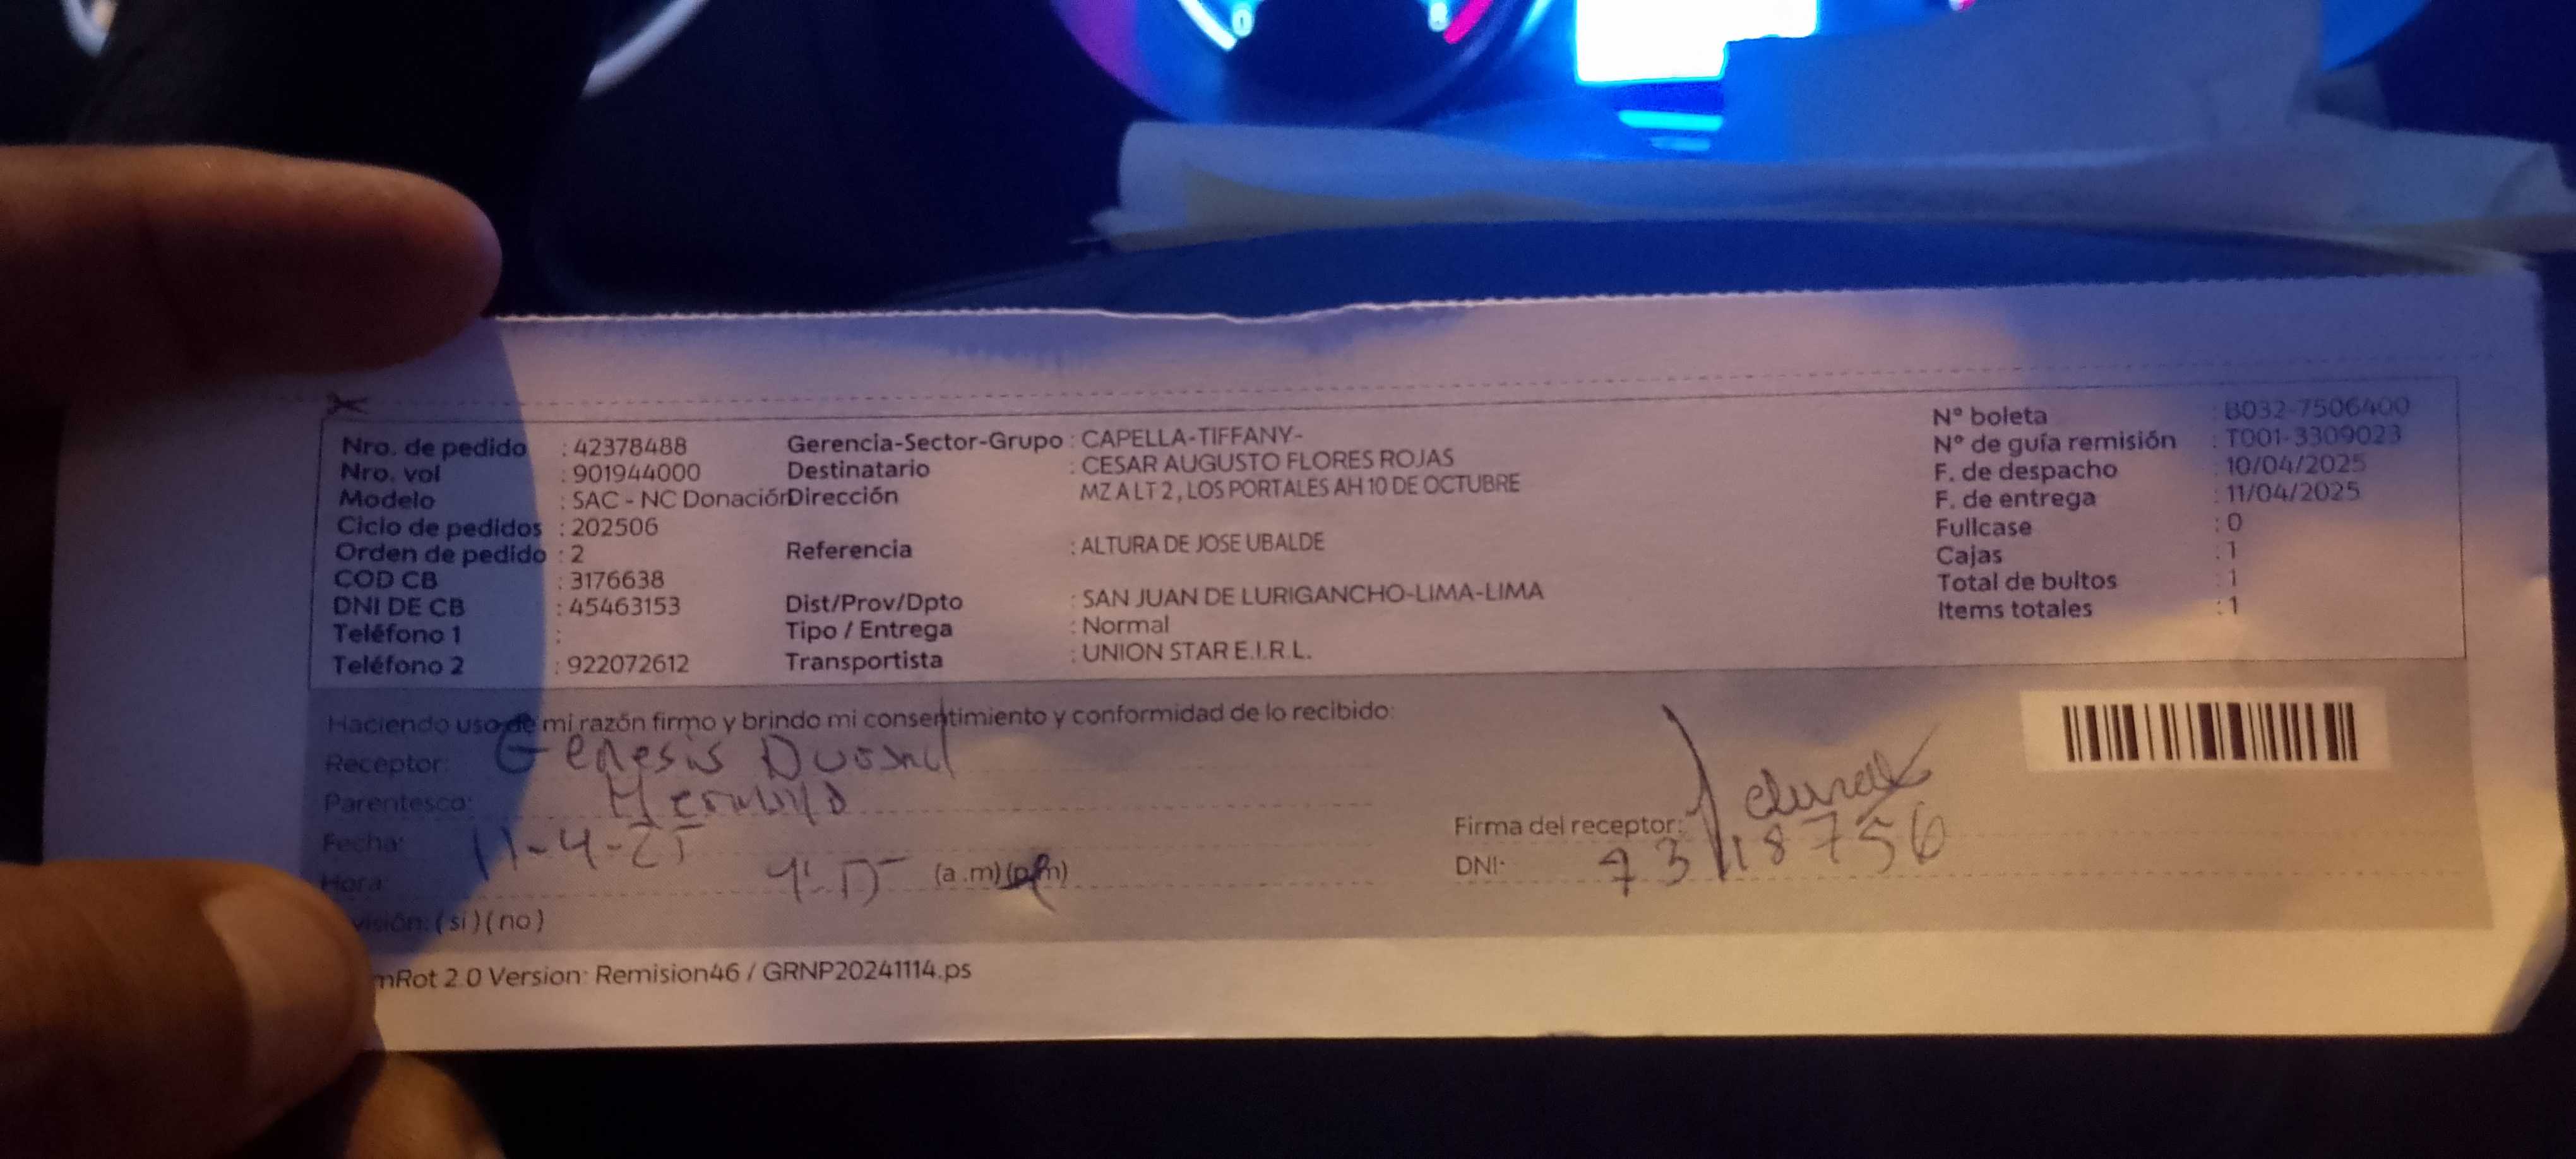 Nro. de pedido : 42378488 Gerencia-Sector-Grupo : CAPELLA-TIFFANY- N° boleta : B032-7506400
Nro. vol : 901944000 Destinatario : CESAR AUGUSTO FLORES ROJAS N° de guía remisión : T001-3309023
Modelo : SAC - NC Donación Dirección MZ A LT 2 , LOS PORTALES AH 10 DE OCTUBRE F. de despacho : 10/04/2025
Ciclo de pedidos : 202506 F. de entrega : 11/04/2025
Orden de pedido : 2 Referencia : ALTURA DE JOSE UBALDE Fullcase : 0
COD CB : 3176638 Cajas : 1
DNI DE CB : 45463153 Dist/Prov/Dpto : SAN JUAN DE LURIGANCHO-LIMA-LIMA Total de bultos : 1
Teléfono 1 : Tipo / Entrega : Normal Items totales : 1
Teléfono 2 : 922072612 Transportista : UNION STAR E.I.R.L.
Haciendo uso de mi razón firmo y brindo mi consentimiento y conformidad de lo recibido:
Receptor: Genesis
Parentesco:
Fecha: 11-4-25 Firma del receptor:
Hora: (a .m) (p.m) DNI:
visión: ( si ) ( no )
mRot 2.0 Version: Remision46 / GRNP20241114.ps
0
8